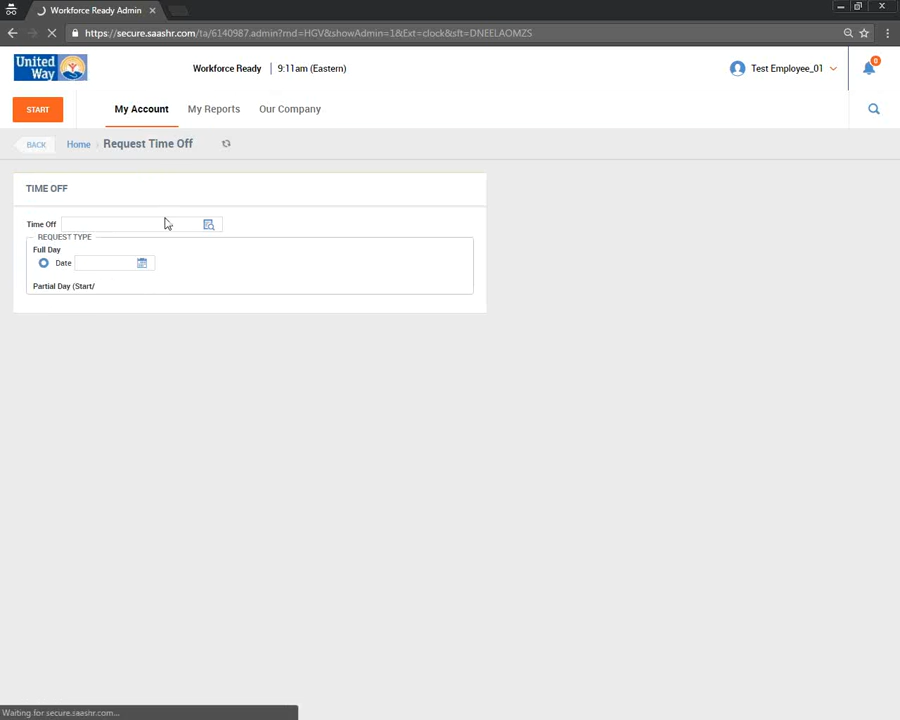 Workforce Ready Admin
https://secure.saashr.com/ta/6140987.admin?md=HGV&showAdmin=1&Ext=clock&sft=DNEELAOMZS
United Way
Workforce Ready
9:11am (Eastern)
Test Employee_01
0
START
My Account
My Reports
Our Company
BACK
Home › Request Time Off
TIME OFF
Time Off
REQUEST TYPE
Full Day
Date
Partial Day (Start/
Waiting for secure.saashr.com...